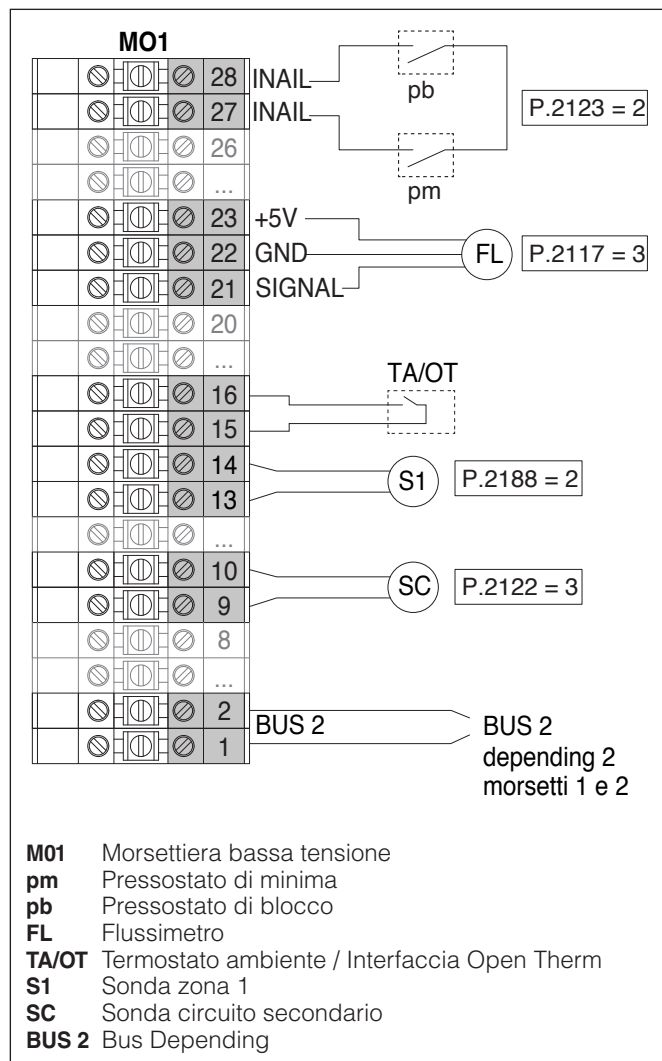 MO1
28 INAIL
pb
27 INAIL
P.2123 = 2
26
...
pm
23 +5V
22 GND
FL
P.2117 = 3
21 SIGNAL
20
...
TA/OT
16
15
14
S1
P.2188 = 2
13
...
10
SC
P.2122 = 3
9
8
...
2
BUS 2
1
BUS 2
depending 2
morsetti 1 e 2
M01 Morsettiera bassa tensione
pm Pressostato di minima
pb Pressostato di blocco
FL Flussimetro
TA/OT Termostato ambiente / Interfaccia Open Therm
S1 Sonda zona 1
SC Sonda circuito secondario
BUS 2 Bus Depending